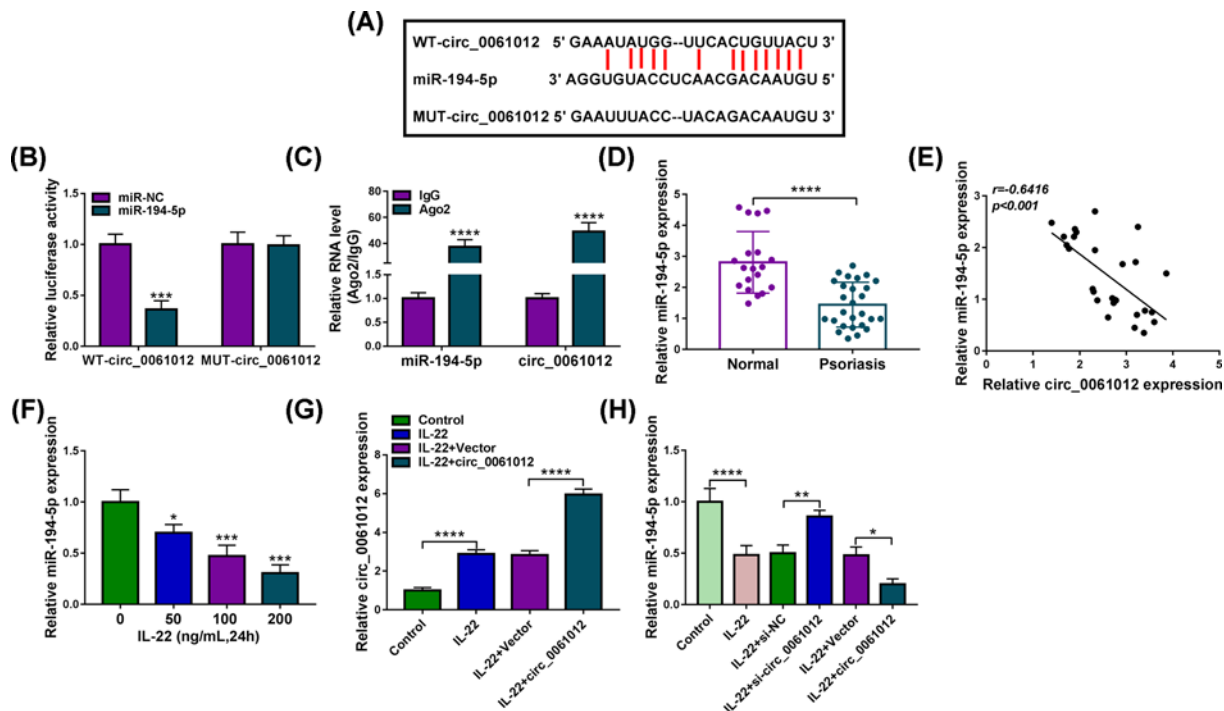 (A)
WT-circ_0061012 5' GAAAUAUGG--UUCACUGUUACU 3'
miR-194-5p 3' AGGUGUACCUCAACGACAAUGU 5'
MUT-circ_0061012 5' GAAUUUACC--UACAGACAAUGU 3'
(B)
Relative luciferase activity
miR-NC
miR-194-5p
1.5
1.0
0.5
0.0
***
WT-circ_0061012 MUT-circ_0061012
(C)
Relative RNA level
(Ago2/IgG)
IgG
Ago2
80
60
40
20
1.0
0.5
0.0
****
****
miR-194-5p circ_0061012
(D)
Relative miR-194-5p expression
5
4
3
2
1
0
****
Normal Psoriasis
(E)
Relative miR-194-5p expression
r=-0.6416
p<0.001
3
2
1
0
0 1 2 3 4 5
Relative circ_0061012 expression
(F)
Relative miR-194-5p expression
1.5
1.0
0.5
0.0
*
***
***
0 50 100 200
IL-22 (ng/mL,24h)
(G)
Relative circ_0061012 expression
Control
IL-22
IL-22+Vector
IL-22+circ_0061012
8
6
4
2
0
****
****
Control
IL-22
IL-22+Vector
IL-22+circ_0061012
(H)
Relative miR-194-5p expression
1.5
1.0
0.5
0.0
****
**
*
Control
IL-22
IL-22+si-NC
IL-22+si-circ_0061012
IL-22+Vector
IL-22+circ_0061012